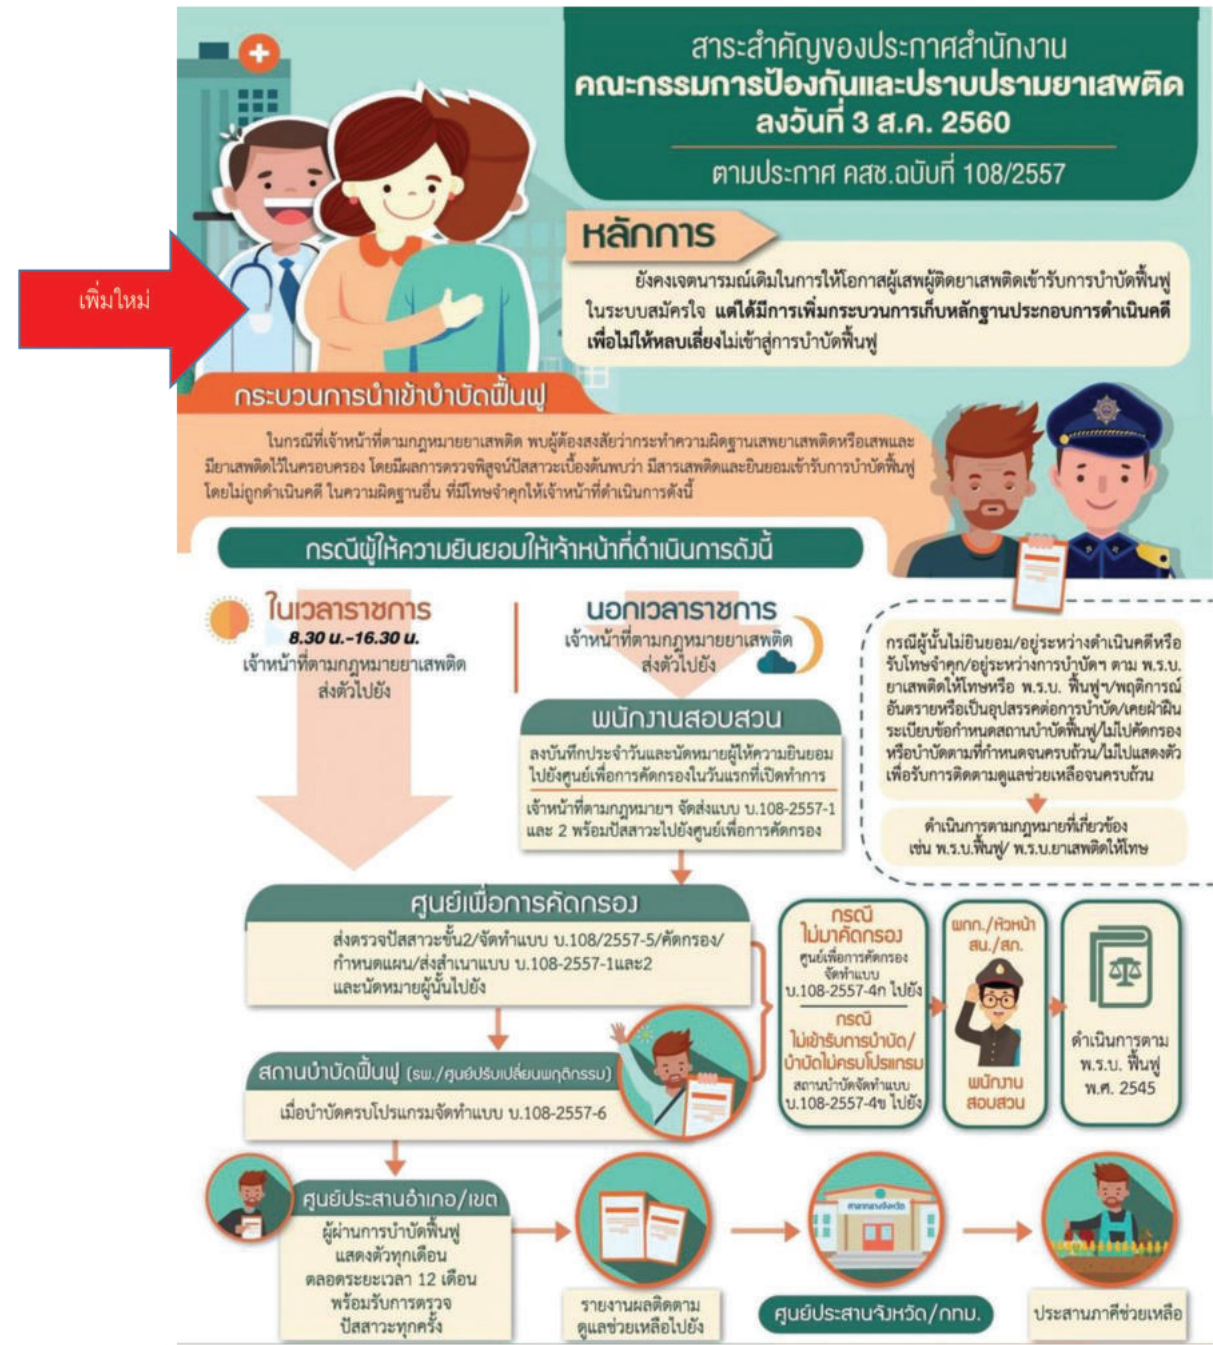 สาระสำคัญของประกาศสำนักงาน
คณะกรรมการป้องกันและปราบปรามยาเสพติด
ลงวันที่ 3 ส.ค. 2560
ตามประกาศ คสช.ฉบับที่ 108/2557
เพิ่มใหม่
หลักการ
ยังคงเจตนารมณ์เดิมในการให้โอกาสผู้เสพผู้ติดยาเสพติดเข้ารับการบำบัดฟื้นฟู
ในระบบสมัครใจ แต่ได้มีการเพิ่มกระบวนการเก็บหลักฐานประกอบการดำเนินคดี
เพื่อไม่ให้หลบเลี่ยงไม่เข้าสู่การบำบัดฟื้นฟู
กระบวนการนำเข้าบำบัดฟื้นฟู
ในกรณีที่เจ้าหน้าที่ตามกฎหมายยาเสพติด พบผู้ต้องสงสัยว่ากระทำความผิดฐานเสพยาเสพติดหรือเสพและ
มียาเสพติดไว้ในครอบครอง โดยมีผลการตรวจพิสูจน์ปัสสาวะเบื้องต้นพบว่า มีสารเสพติดและยินยอมเข้ารับการบำบัดฟื้นฟู
โดยไม่ถูกดำเนินคดี ในความผิดฐานอื่น ที่มีโทษจำคุกให้เจ้าหน้าที่ดำเนินการดังนี้
กรณีผู้ให้ความยินยอมให้เจ้าหน้าที่ดำเนินการดังนี้
ในเวลาราชการ
8.30 น.-16.30 น.
เจ้าหน้าที่ตามกฎหมายยาเสพติด
ส่งตัวไปยัง
นอกเวลาราชการ
เจ้าหน้าที่ตามกฎหมายยาเสพติด
ส่งตัวไปยัง
พนักงานสอบสวน
ลงบันทึกประจำวันและนัดหมายผู้ให้ความยินยอม
ไปยังศูนย์เพื่อการคัดกรองในวันแรกที่เปิดทำการ
เจ้าหน้าที่ตามกฎหมายฯ จัดส่งแบบ บ.108-2557-1
และ 2 พร้อมปัสสาวะไปยังศูนย์เพื่อการคัดกรอง
กรณีผู้นั้นไม่ยินยอม/อยู่ระหว่างดำเนินคดีหรือ
รับโทษจำคุก/อยู่ระหว่างการบำบัดฯ ตาม พ.ร.บ.
ยาเสพติดให้โทษหรือ พ.ร.บ. ฟื้นฟูฯ/พฤติการณ์
อันตรายหรือเป็นอุปสรรคต่อการบำบัด/เคยฝ่าฝืน
ระเบียบข้อกำหนดสถานบำบัดฟื้นฟู/ไม่ไปคัดกรอง
หรือบำบัดตามที่กำหนดจนครบถ้วน/ไม่ไปแสดงตัว
เพื่อรับการติดตามดูแลช่วยเหลือจนครบถ้วน
ดำเนินการตามกฎหมายที่เกี่ยวข้อง
เช่น พ.ร.บ.ฟื้นฟู/ พ.ร.บ.ยาเสพติดให้โทษ
ศูนย์เพื่อการคัดกรอง
ส่งตรวจปัสสาวะขั้น2/จัดทำแบบ บ.108/2557-5/คัดกรอง/
กำหนดแผน/ส่งสำเนาแบบ บ.108-2557-1และ2
และนัดหมายผู้นั้นไปยัง
สถานบำบัดฟื้นฟู (รพ./ศูนย์ปรับเปลี่ยนพฤติกรรม)
เมื่อบำบัดครบโปรแกรมจัดทำแบบ บ.108-2557-6
กรณี
ไม่มาคัดกรอง
ศูนย์เพื่อการคัดกรอง
จัดทำแบบ
บ.108-2557-4ก ไปยัง
กรณี
ไม่เข้ารับการบำบัด/
บำบัดไม่ครบโปรแกรม
สถานบำบัดจัดทำแบบ
บ.108-2557-4ข ไปยัง
ผกก./หัวหน้า
สน./สภ.
พนักงาน
สอบสวน
ดำเนินการตาม
พ.ร.บ. ฟื้นฟู
พ.ศ. 2545
ศูนย์ประสานอำเภอ/เขต
ผู้ผ่านการบำบัดฟื้นฟู
แสดงตัวทุกเดือน
ตลอดระยะเวลา 12 เดือน
พร้อมรับการตรวจ
ปัสสาวะทุกครั้ง
รายงานผลติดตาม
ดูแลช่วยเหลือไปยัง
ศาลากลางจังหวัด
ศูนย์ประสานจังหวัด/กทม.
ประสานภาคีช่วยเหลือ